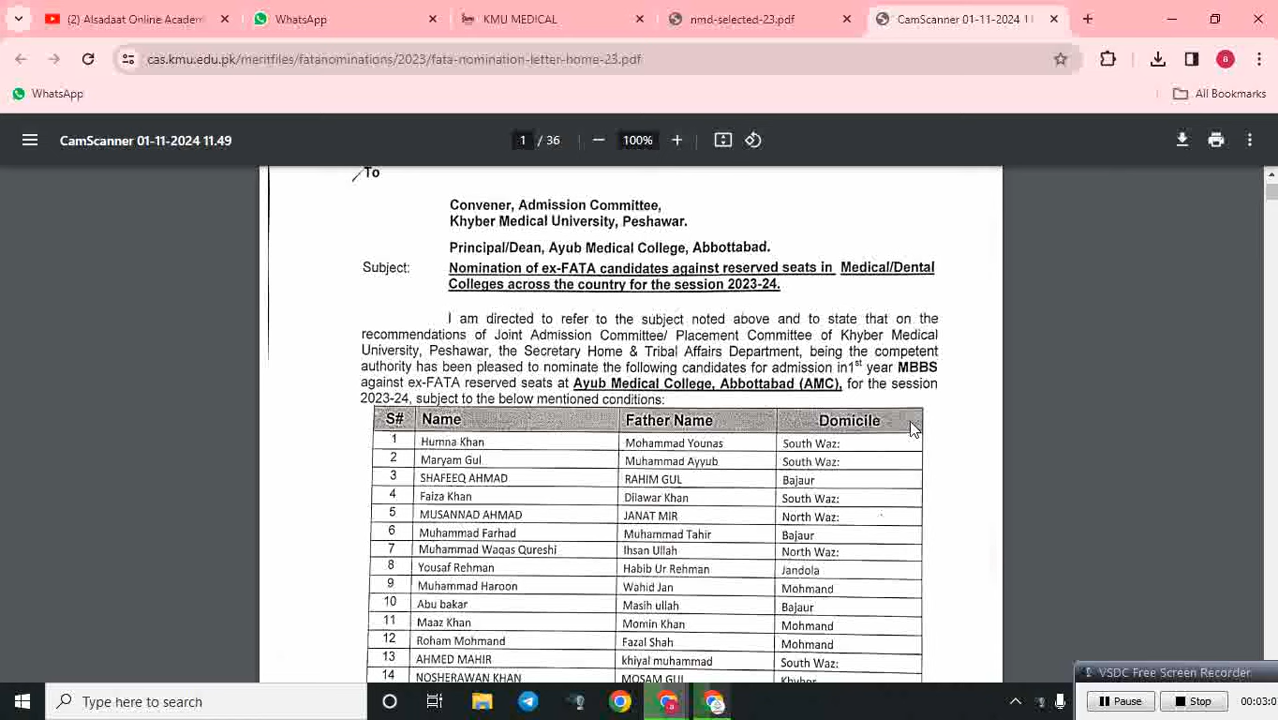 (2) Alsadaat Online Academ
WhatsApp
KMU MEDICAL
nmd-selected-23.pdf
CamScanner 01-11-2024 1
cas.kmu.edu.pk/meritfiles/fatanominations/2023/fata-nomination-letter-home-23.pdf
a
WhatsApp
All Bookmarks
CamScanner 01-11-2024 11.49
1 / 36
100%
To
Convener, Admission Committee,
Khyber Medical University, Peshawar.
Principal/Dean, Ayub Medical College, Abbottabad.
Subject: Nomination of ex-FATA candidates against reserved seats in Medical/Dental
Colleges across the country for the session 2023-24.
I am directed to refer to the subject noted above and to state that on the
recommendations of Joint Admission Committee/ Placement Committee of Khyber Medical
University, Peshawar, the Secretary Home & Tribal Affairs Department, being the competent
authority has been pleased to nominate the following candidates for admission in1st year MBBS
against ex-FATA reserved seats at Ayub Medical College, Abbottabad (AMC), for the session
2023-24, subject to the below mentioned conditions:
S# Name Father Name Domicile
1 Humna Khan Mohammad Younas South Waz:
2 Maryam Gul Muhammad Ayyub South Waz:
3 SHAFEEQ AHMAD RAHIM GUL Bajaur
4 Faiza Khan Dilawar Khan South Waz:
5 MUSANNAD AHMAD JANAT MIR North Waz:
6 Muhammad Farhad Muhammad Tahir Bajaur
7 Muhammad Waqas Qureshi Ihsan Ullah North Waz:
8 Yousaf Rehman Habib Ur Rehman Jandola
9 Muhammad Haroon Wahid Jan Mohmand
10 Abu bakar Masih ullah Bajaur
11 Maaz Khan Momin Khan Mohmand
12 Roham Mohmand Fazal Shah Mohmand
13 AHMED MAHIR khiyal muhammad South Waz:
14 NOSHERAWAN KHAN MOSAM GUL Khyber
VSDC Free Screen Recorder
Pause
Stop
00:03:0
Type here to search